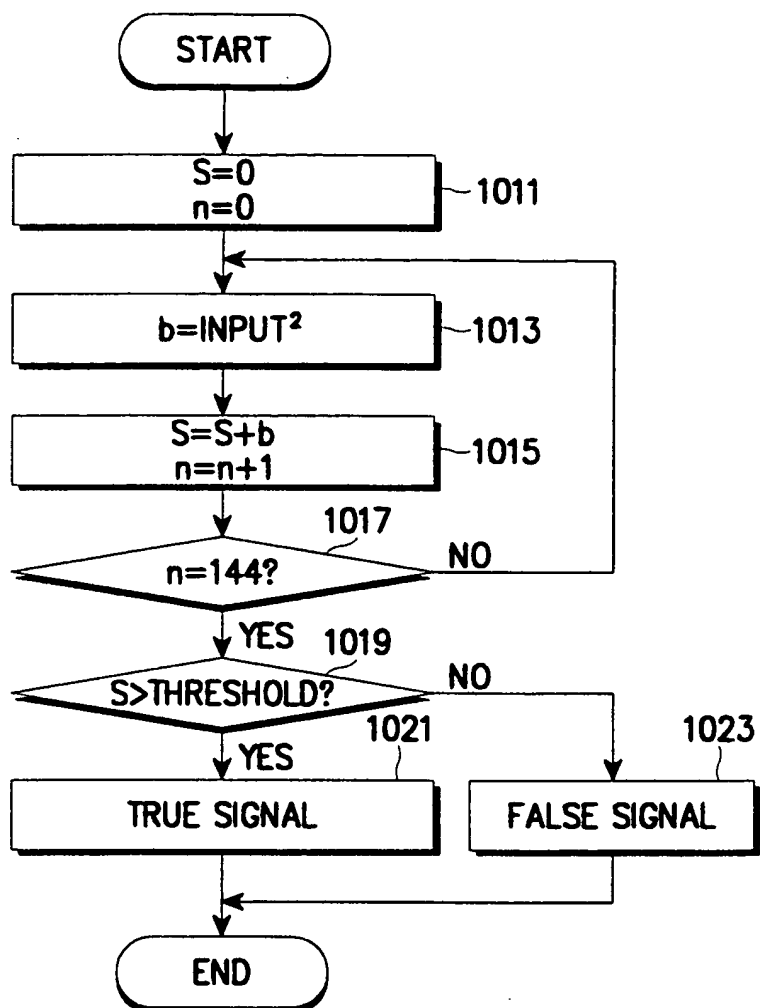 START
S=0
n=0
1011
b=INPUT²
1013
S=S+b
n=n+1
1015
1017
n=144?
NO
YES
1019
S>THRESHOLD?
NO
YES
1021
TRUE SIGNAL
1023
FALSE SIGNAL
END